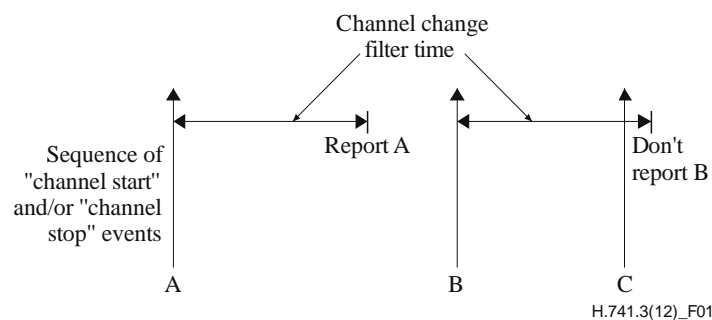 Channel change
filter time
Sequence of
"channel start"
and/or "channel
stop" events
Report A
Don't
report B
A
B
C
H.741.3(12)_F01